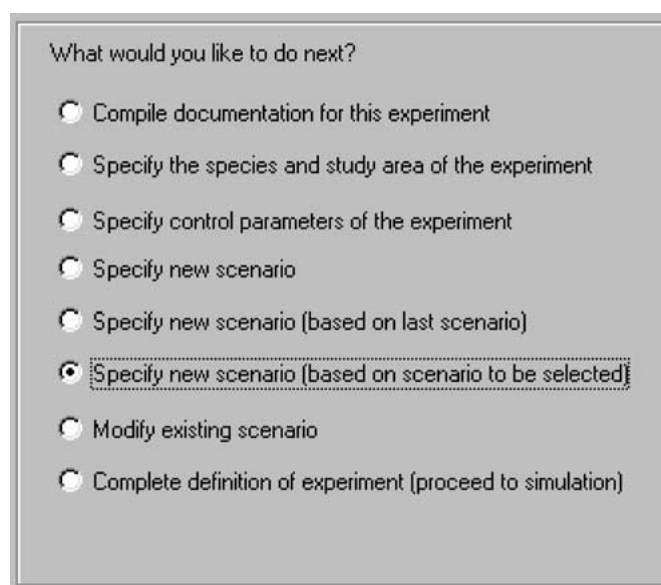 What would you like to do next?
Compile documentation for this experiment
Specify the species and study area of the experiment
Specify control parameters of the experiment
Specify new scenario
Specify new scenario (based on last scenario)
Specify new scenario (based on scenario to be selected)
Modify existing scenario
Complete definition of experiment (proceed to simulation)